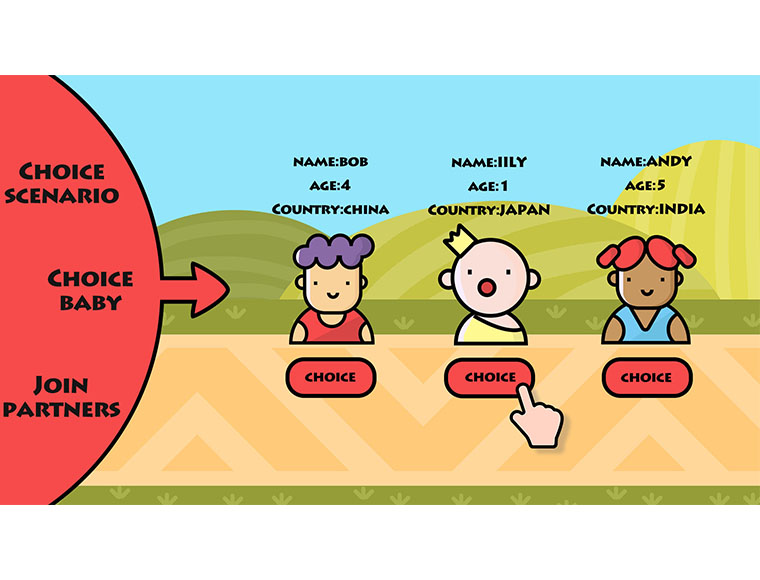 CHOICE
SCENARIO
CHOICE
BABY
JOIN
PARTNERS
NAME:BOB
AGE:4
COUNTRY:CHINA
CHOICE
NAME:IILY
AGE:1
COUNTRY:JAPAN
CHOICE
NAME:ANDY
AGE:5
COUNTRY:INDIA
CHOICE